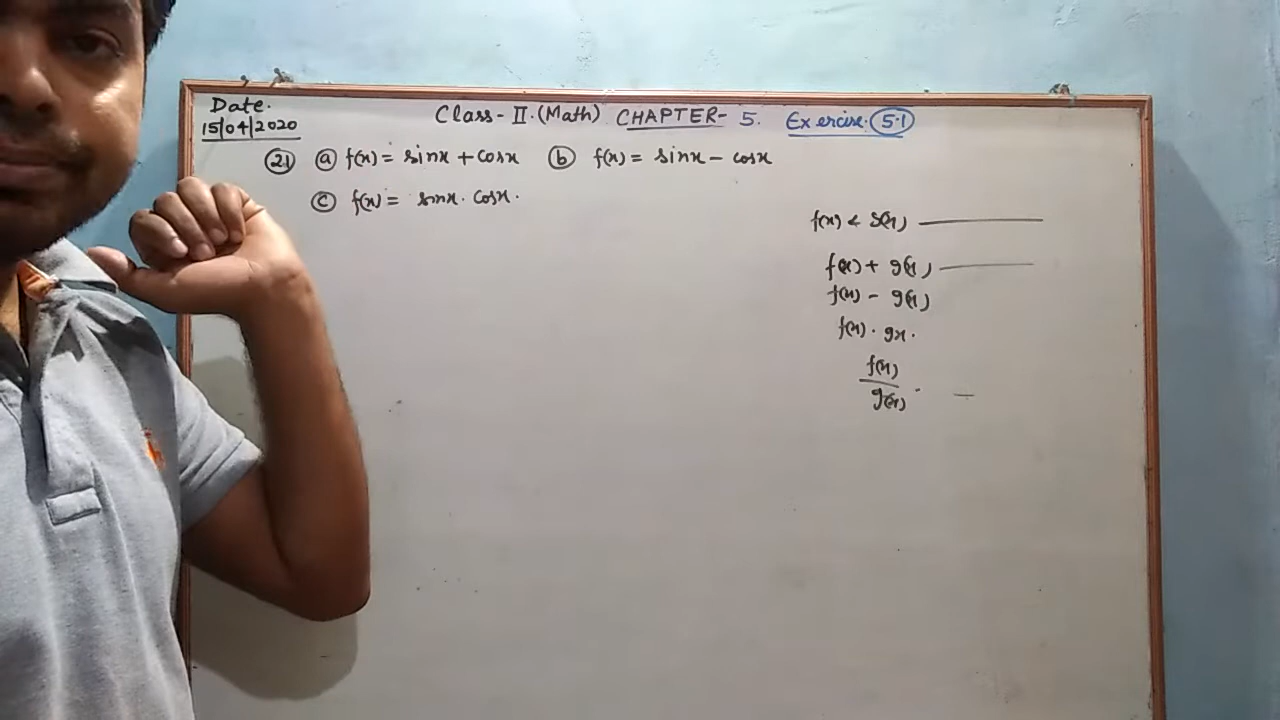 Date.
15/04/2020
Class-II.(Math) CHAPTER- 5. Exercise. 5.1
21 a f(x) = sinx + cosx b f(x) = sinx - cosx
c f(x) = sinx. cosx.
f(x) + g(x)
f(x) - g(x)
f(x) . gx.
f(x)
g(x)